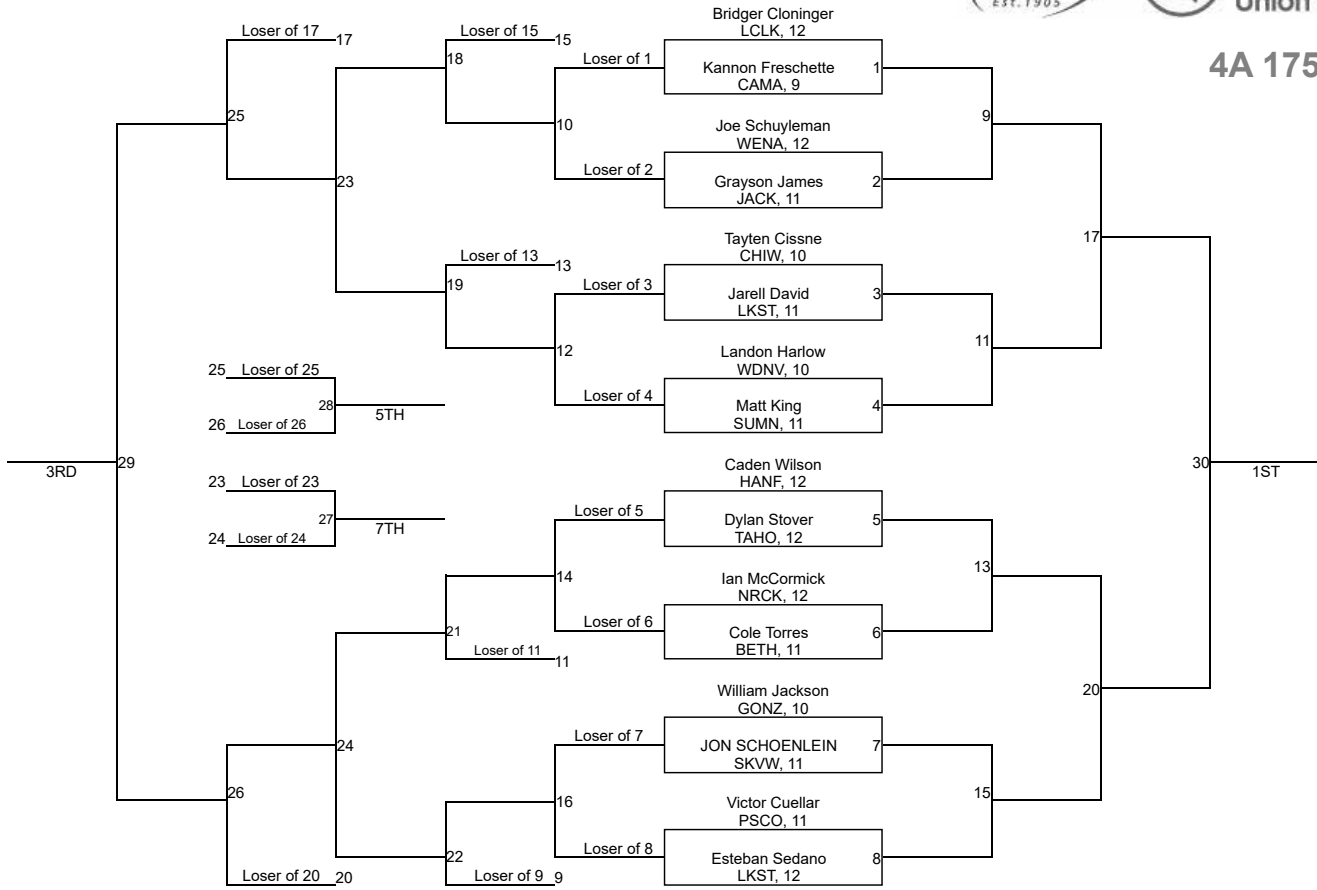 EST. 1905
Union
4A 175
Loser of 17
17
Loser of 15
15
Bridger Cloninger
LCLK, 12
18
Loser of 1
Kannon Freschette
CAMA, 9
1
25
10
9
Joe Schuyleman
WENA, 12
23
Loser of 2
Grayson James
JACK, 11
2
Tayten Cissne
CHIW, 10
17
Loser of 13
13
19
Loser of 3
Jarell David
LKST, 11
3
12
11
Landon Harlow
WDNV, 10
25
Loser of 25
28
5TH
26
Loser of 26
Loser of 4
Matt King
SUMN, 11
4
3RD
29
Caden Wilson
HANF, 12
30
1ST
23
Loser of 23
27
7TH
24
Loser of 24
Loser of 5
Dylan Stover
TAHO, 12
5
14
13
Ian McCormick
NRCK, 12
21
Loser of 11
11
Loser of 6
Cole Torres
BETH, 11
6
William Jackson
GONZ, 10
20
24
Loser of 7
JON SCHOENLEIN
SKVW, 11
7
26
16
15
Victor Cuellar
PSCO, 11
22
Loser of 8
Esteban Sedano
LKST, 12
8
Loser of 20
20
Loser of 9
9